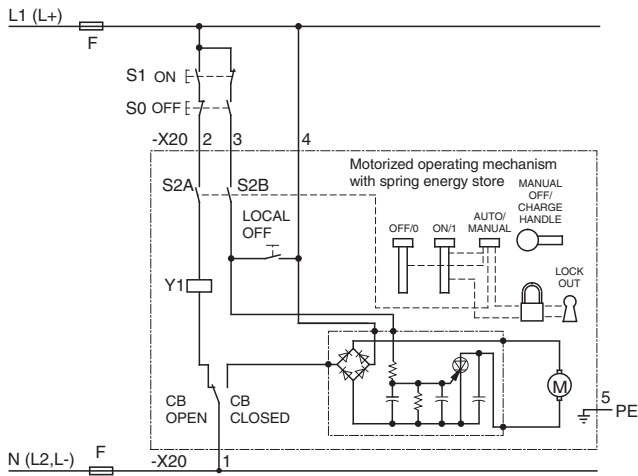 L1 (L+)
F
S1 ON
S0 OFF
-X20 2 3 4
Motorized operating mechanism
with spring energy store
S2A S2B
MANUAL
OFF/
CHARGE
HANDLE
LOCAL
OFF
OFF/0 ON/1 AUTO/
MANUAL
LOCK
OUT
Y1
M
CB
OPEN
CB
CLOSED
5
PE
N (L2,L-) F -X20 1